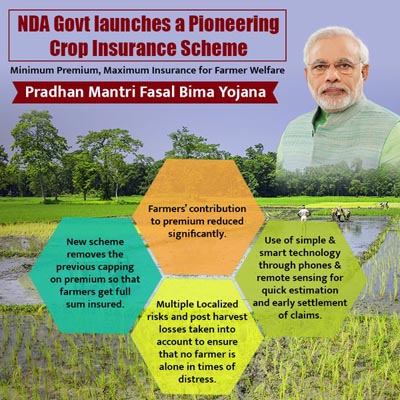 NDA Govt launches a Pioneering
Crop Insurance Scheme
Minimum Premium, Maximum Insurance for Farmer Welfare
Pradhan Mantri Fasal Bima Yojana
Farmers' contribution
to premium reduced
significantly.
New scheme
removes the
previous capping
on premium so that
farmers get full
sum insured.
Use of simple &
smart technology
through phones &
remote sensing for
quick estimation
and early settlement
of claims.
Multiple Localized
risks and post harvest
losses taken into
account to ensure
that no farmer is
alone in times of
distress.